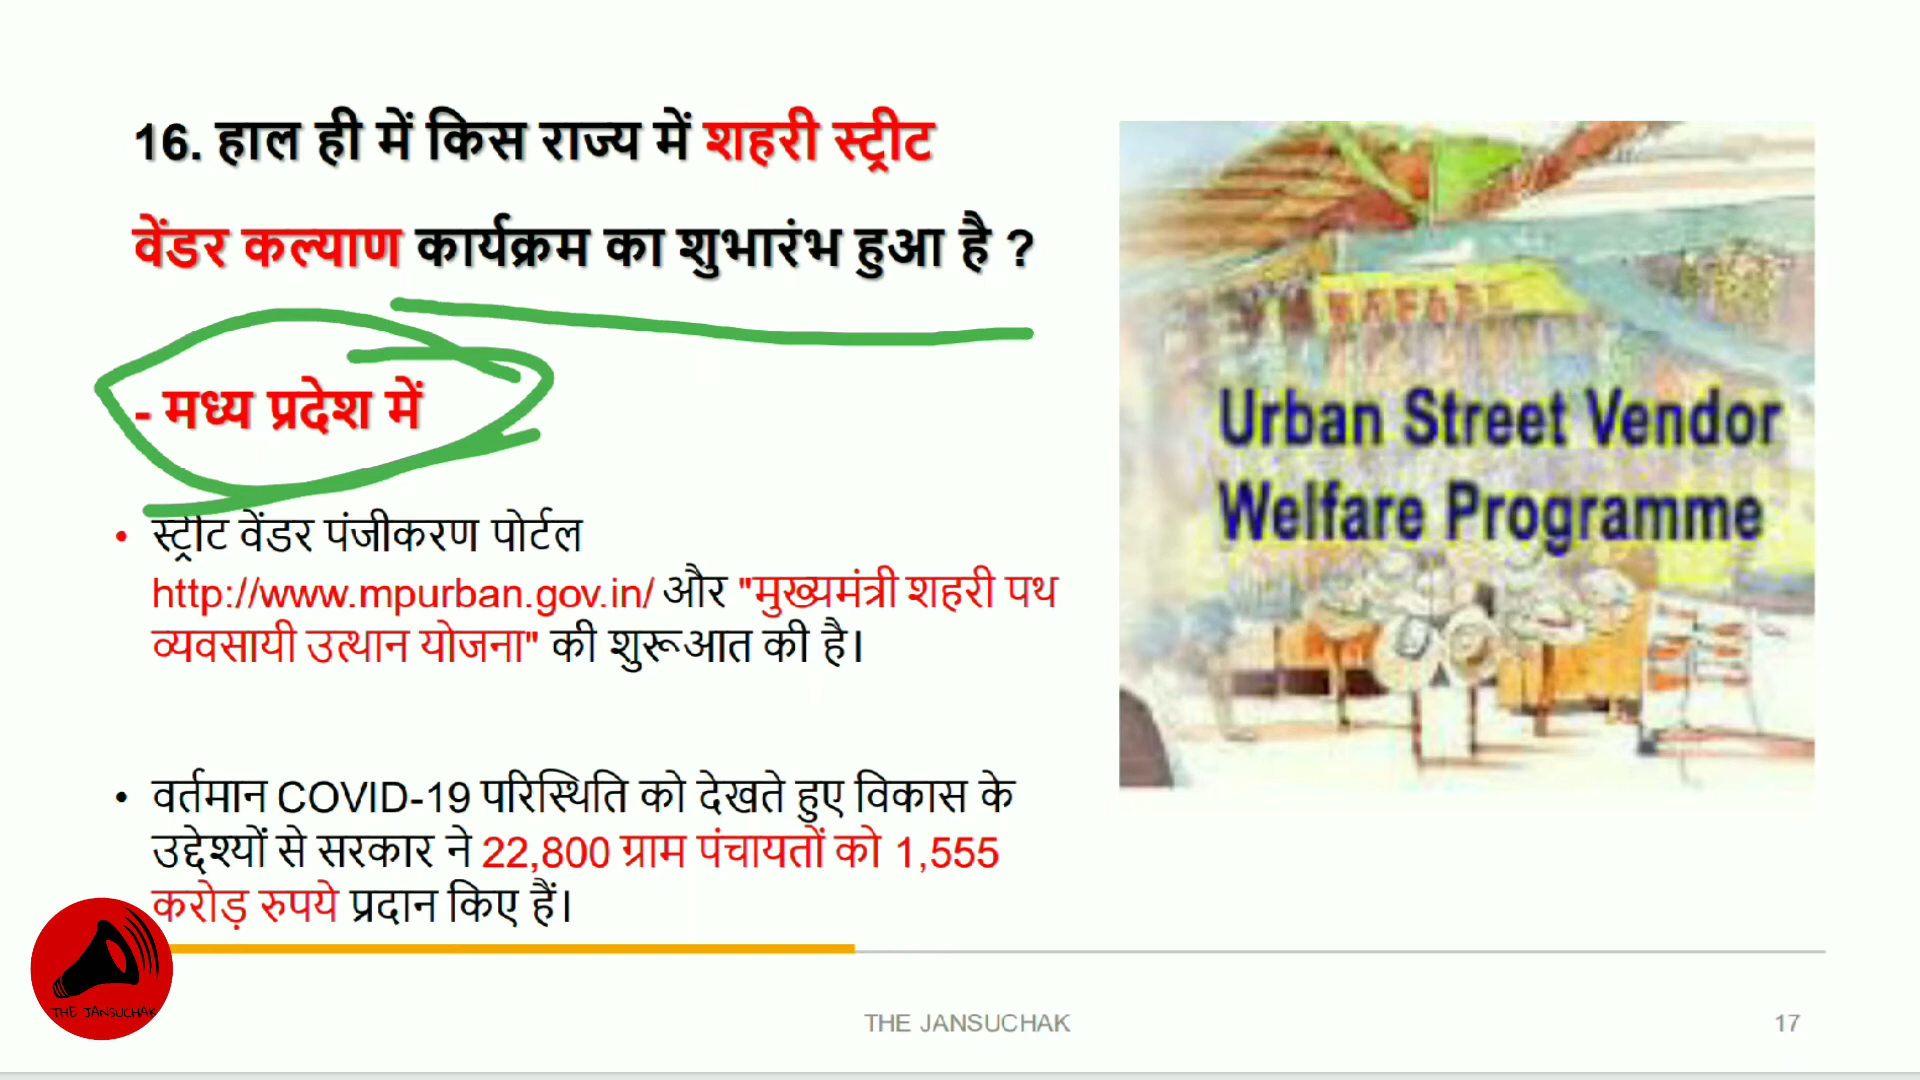 16. हाल ही में किस राज्य में शहरी स्ट्रीट
वेंडर कल्याण कार्यक्रम का शुभारंभ हुआ है ?
- मध्य प्रदेश में
• स्ट्रीट वेंडर पंजीकरण पोर्टल
http://www.mpurban.gov.in/ और "मुख्यमंत्री शहरी पथ
व्यवसायी उत्थान योजना" की शुरूआत की है।
• वर्तमान COVID-19 परिस्थिति को देखते हुए विकास के
उद्देश्यों से सरकार ने 22,800 ग्राम पंचायतों को 1,555
करोड़ रुपये प्रदान किए हैं।
Urban Street Vendor
Welfare Programme
THE JANSUCHAK
THE JANSUCHAK
17